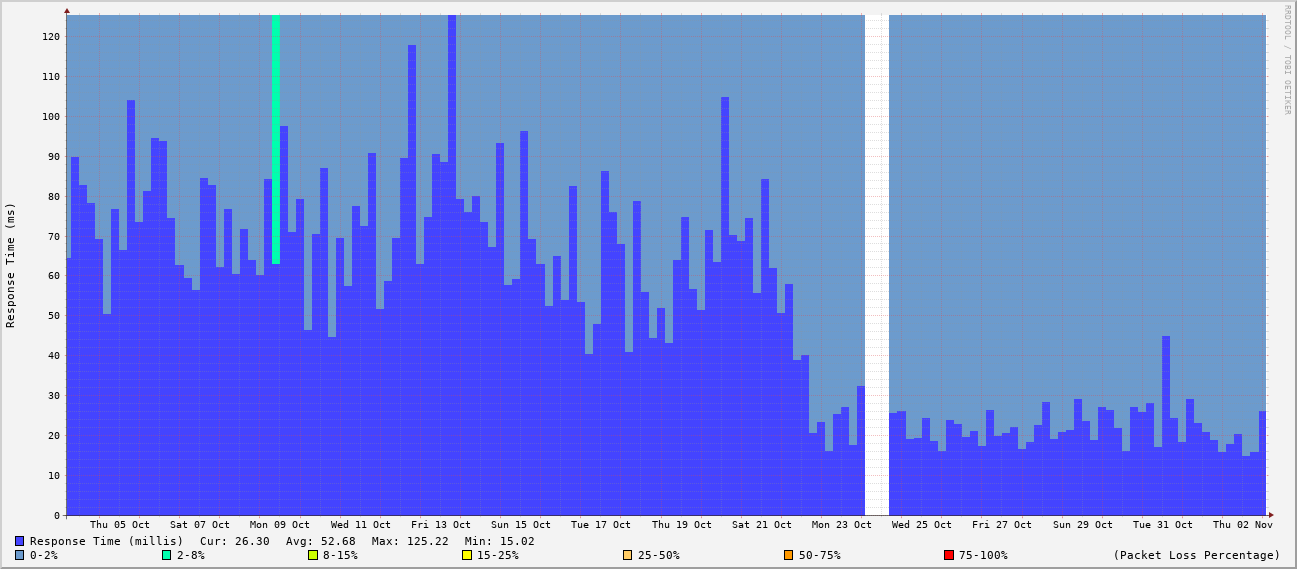 RRDTOOL / TOBI OETIKER
Response Time (ms)
120
110
100
90
80
70
60
50
40
30
20
10
0
Thu 05 Oct Sat 07 Oct Mon 09 Oct Wed 11 Oct Fri 13 Oct Sun 15 Oct Tue 17 Oct Thu 19 Oct Sat 21 Oct Mon 23 Oct Wed 25 Oct Fri 27 Oct Sun 29 Oct Tue 31 Oct Thu 02 Nov
Response Time (millis) Cur: 26.30 Avg: 52.68 Max: 125.22 Min: 15.02
0-2% 2-8% 8-15% 15-25% 25-50% 50-75% 75-100% (Packet Loss Percentage)